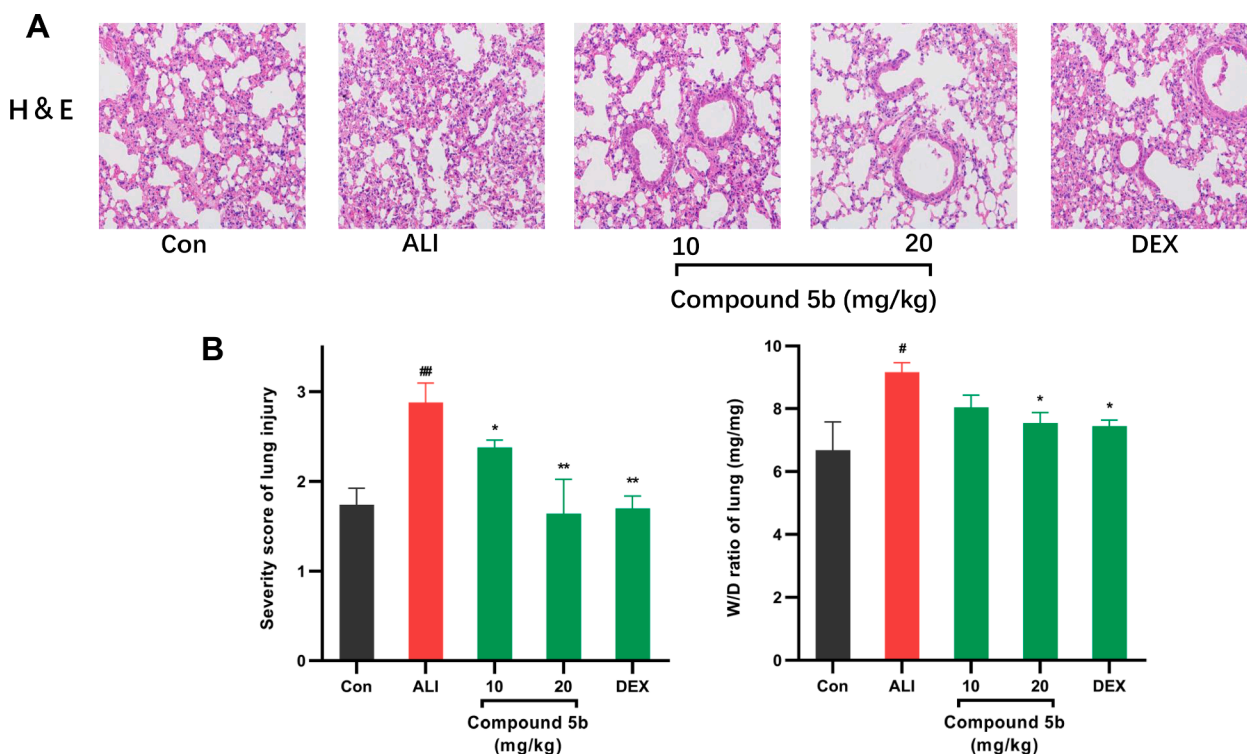 A
H & E
Con
ALI
10
20
DEX
Compound 5b (mg/kg)
B
Severity score of lung injury
3
2
1
0
##
*
**
**
Con
ALI
10
20
DEX
Compound 5b
(mg/kg)
W/D ratio of lung (mg/mg)
10
8
6
4
2
0
#
*
*
Con
ALI
10
20
DEX
Compound 5b
(mg/kg)